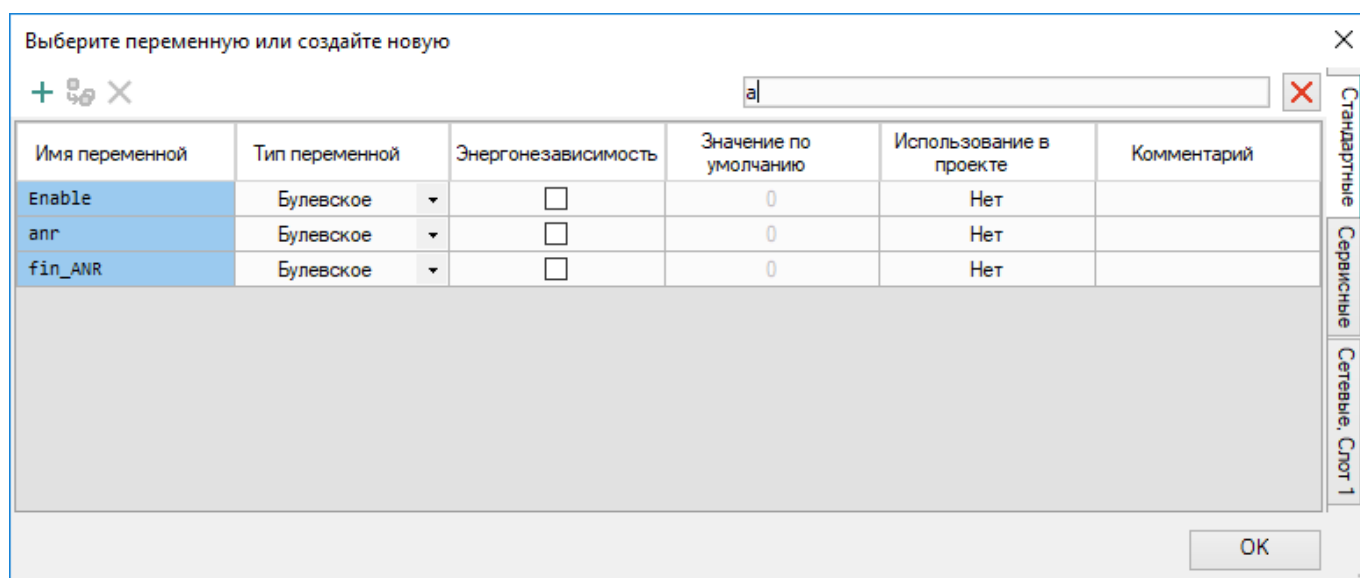 Выберите переменную или создайте новую
a
Имя переменной Тип переменной Энергонезависимость Значение по умолчанию Использование в проекте Комментарий
Enable Булевское 0 Нет
anr Булевское 0 Нет
fin_ANR Булевское 0 Нет
Стандартные
Сервисные
Сетевые, Слот 1
OK